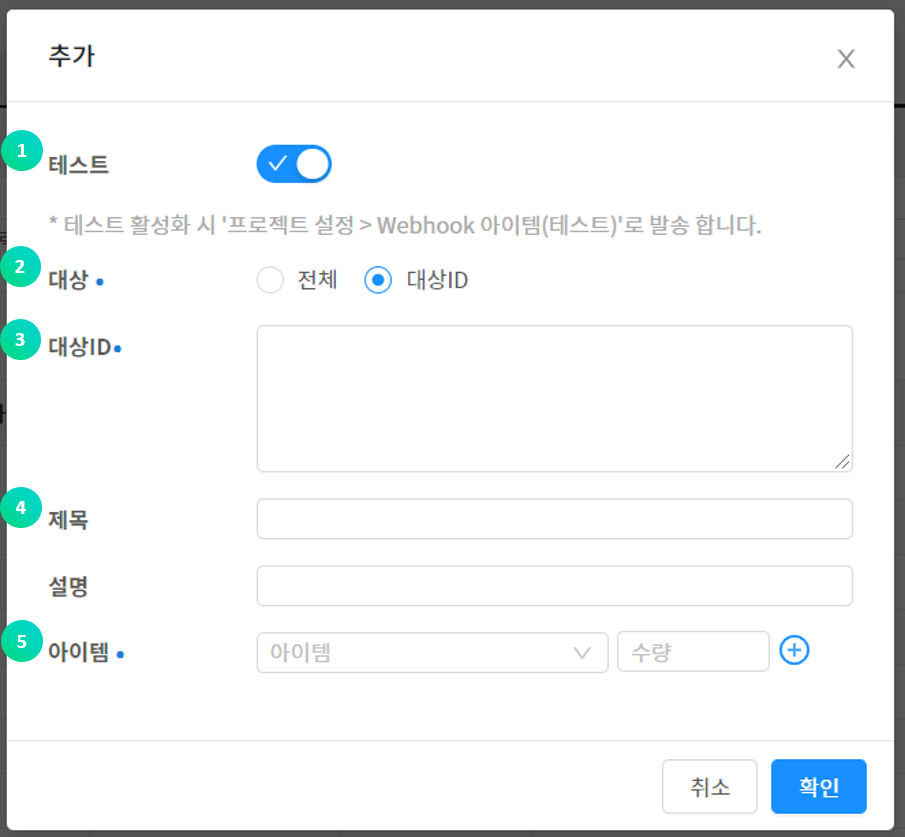 추가
1 테스트
* 테스트 활성화 시 '프로젝트 설정 > Webhook 아이템(테스트)'로 발송 합니다.
2 대상 • 전체 대상ID
3 대상ID•
4 제목
설명
5 아이템 • 아이템 수량
취소 확인